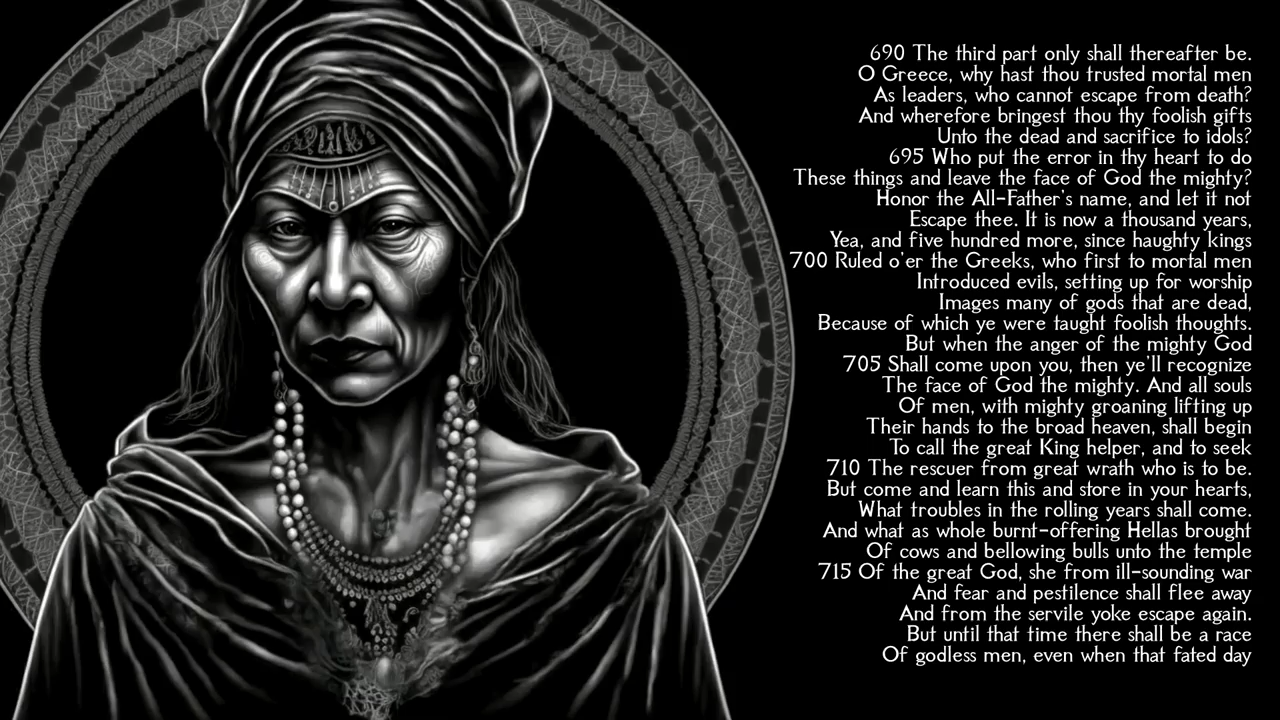 690 The third part only shall thereafter be.
O Greece, why hast thou trusted mortal men
As leaders, who cannot escape from death?
And wherefore bringest thou thy foolish gifts
Unto the dead and sacrifice to idols?
695 Who put the error in thy heart to do
These things and leave the face of God the mighty?
Honor the All-Father's name, and let it not
Escape thee. It is now a thousand years,
Yea, and five hundred more, since haughty kings
700 Ruled o'er the Greeks, who first to mortal men
Introduced evils, setting up for worship
Images many of gods that are dead,
Because of which ye were taught foolish thoughts.
But when the anger of the mighty God
705 Shall come upon you, then ye'll recognize
The face of God the mighty. And all souls
Of men, with mighty groaning lifting up
Their hands to the broad heaven, shall begin
To call the great King helper, and to seek
710 The rescuer from great wrath who is to be.
But come and learn this and store in your hearts,
What troubles in the rolling years shall come.
And what as whole burnt-offering Hellas brought
Of cows and bellowing bulls unto the temple
715 Of the great God, she from ill-sounding war
And fear and pestilence shall flee away
And from the servile yoke escape again.
But until that time there shall be a race
Of godless men, even when that fated day